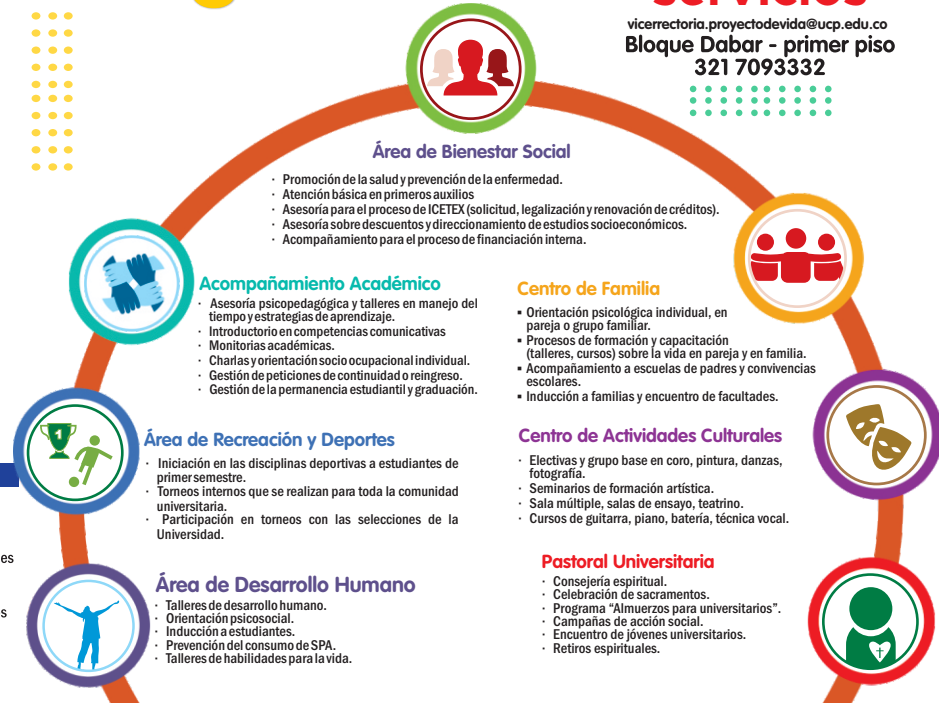 servicios
vicerrectoria.proyectodevida@ucp.edu.co
Bloque Dabar - primer piso
321 7093332
Área de Bienestar Social
· Promoción de la salud y prevención de la enfermedad.
· Atención básica en primeros auxilios
· Asesoría para el proceso de ICETEX (solicitud, legalización y renovación de créditos).
· Asesoría sobre descuentos y direccionamiento de estudios socioeconómicos.
· Acompañamiento para el proceso de financiación interna.
Acompañamiento Académico
· Asesoría psicopedagógica y talleres en manejo del
tiempo y estrategias de aprendizaje.
· Introductorio en competencias comunicativas
· Monitorias académicas.
· Charlas y orientación socio ocupacional individual.
· Gestión de peticiones de continuidad o reingreso.
· Gestión de la permanencia estudiantil y graduación.
Centro de Familia
▪ Orientación psicológica individual, en
pareja o grupo familiar.
▪ Procesos de formación y capacitación
(talleres, cursos) sobre la vida en pareja y en familia.
▪ Acompañamiento a escuelas de padres y convivencias
escolares.
▪ Inducción a familias y encuentro de facultades.
1
Área de Recreación y Deportes
· Iniciación en las disciplinas deportivas a estudiantes de
primer semestre.
· Torneos internos que se realizan para toda la comunidad
universitaria.
· Participación en torneos con las selecciones de la
Universidad.
Centro de Actividades Culturales
· Electivas y grupo base en coro, pintura, danzas,
fotografía.
· Seminarios de formación artística.
· Sala múltiple, salas de ensayo, teatrino.
· Cursos de guitarra, piano, batería, técnica vocal.
es
s
Área de Desarrollo Humano
· Talleres de desarrollo humano.
· Orientación psicosocial.
· Inducción a estudiantes.
· Prevención del consumo de SPA.
· Talleres de habilidades para la vida.
Pastoral Universitaria
· Consejería espiritual.
· Celebración de sacramentos.
· Programa “Almuerzos para universitarios”.
· Campañas de acción social.
· Encuentro de jóvenes universitarios.
· Retiros espirituales.